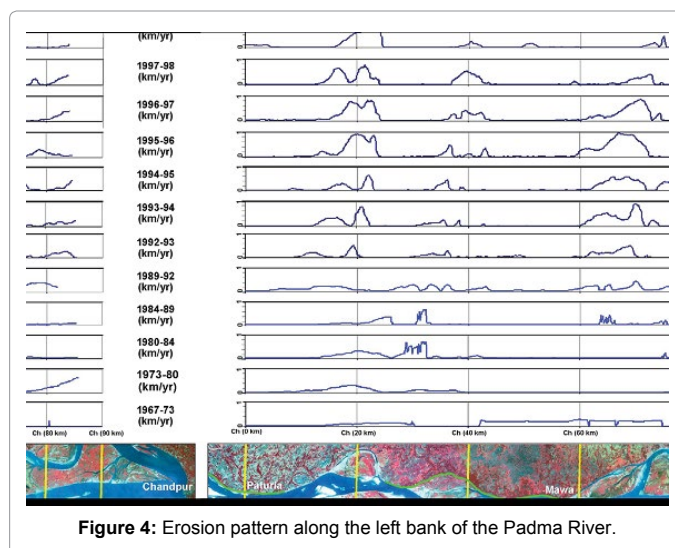 (km/yr)
1997-98
(km/yr)
1996-97
(km/yr)
1995-96
(km/yr)
1994-95
(km/yr)
1993-94
(km/yr)
1992-93
(km/yr)
1989-92
(km/yr)
1984-89
(km/yr)
1980-84
(km/yr)
1973-80
(km/yr)
1967-73
(km/yr)
Ch (80 km) Ch (90 km) Ch (0 km) Ch (20 km) Ch (40 km) Ch (60 km)
Chandpur Paturia Mawa
Figure 4: Erosion pattern along the left bank of the Padma River.